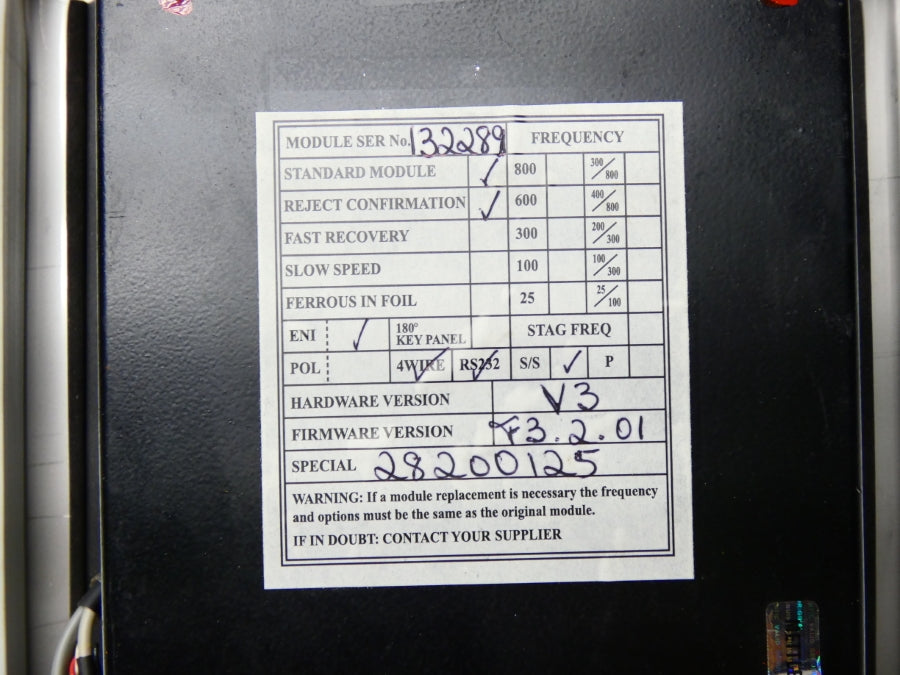 MODULE SER No. 132289 FREQUENCY
STANDARD MODULE ✓ 800 300/800
REJECT CONFIRMATION ✓ 600 400/800
FAST RECOVERY 300 200/300
SLOW SPEED 100 100/300
FERROUS IN FOIL 25 25/100
ENI ✓ 180° KEY PANEL STAG FREQ
POL 4WIRE ✓ RS232 ✓ S/S ✓ P
HARDWARE VERSION V3
FIRMWARE VERSION F3.2.01
SPECIAL 28200125
WARNING: If a module replacement is necessary the frequency
and options must be the same as the original module.
IF IN DOUBT: CONTACT YOUR SUPPLIER